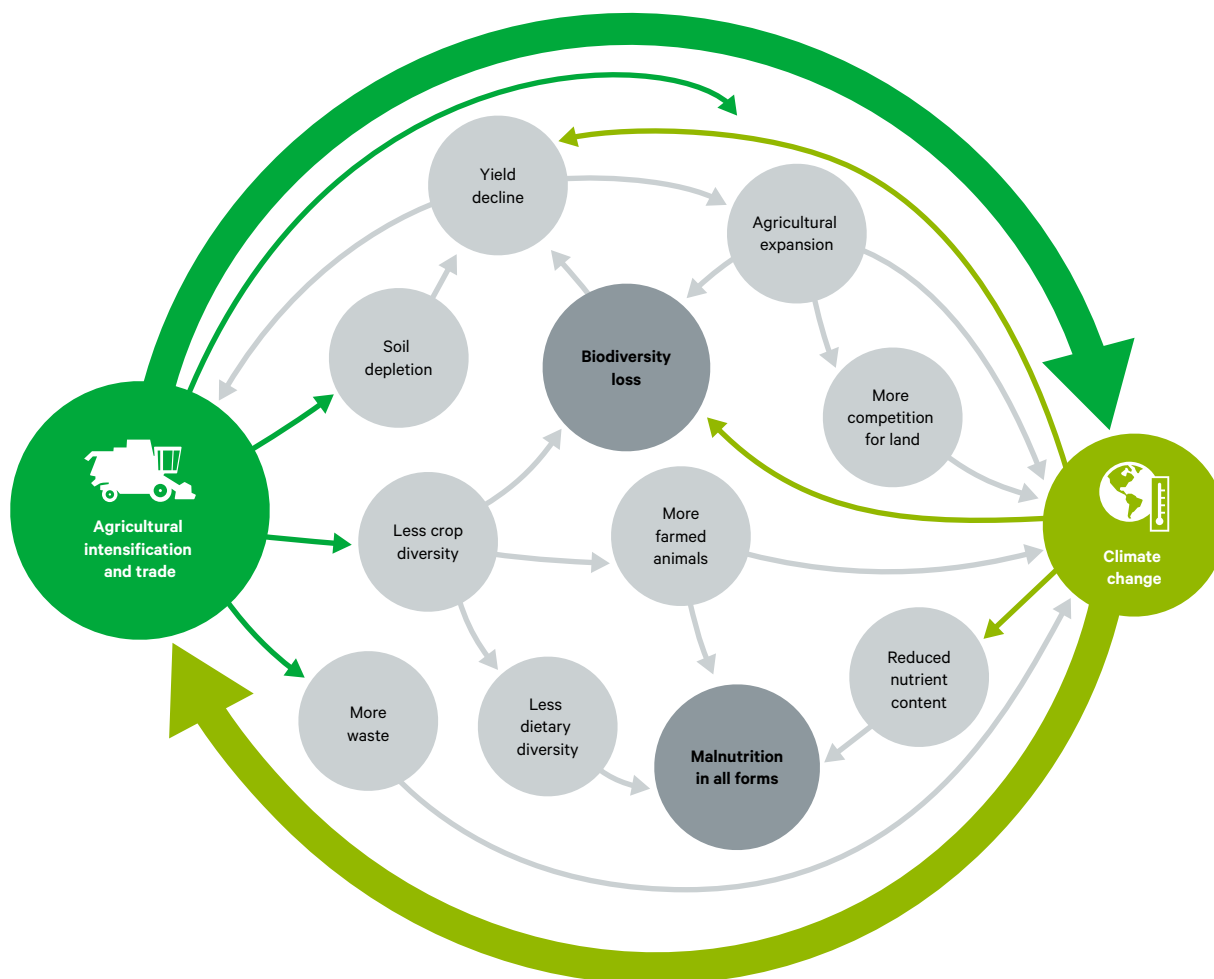 Yield
decline
Agricultural
expansion
Soil
depletion
Biodiversity
loss
More
competition
for land
Agricultural
intensification
and trade
Less crop
diversity
More
farmed
animals
Climate
change
More
waste
Less
dietary
diversity
Reduced
nutrient
content
Malnutrition
in all forms